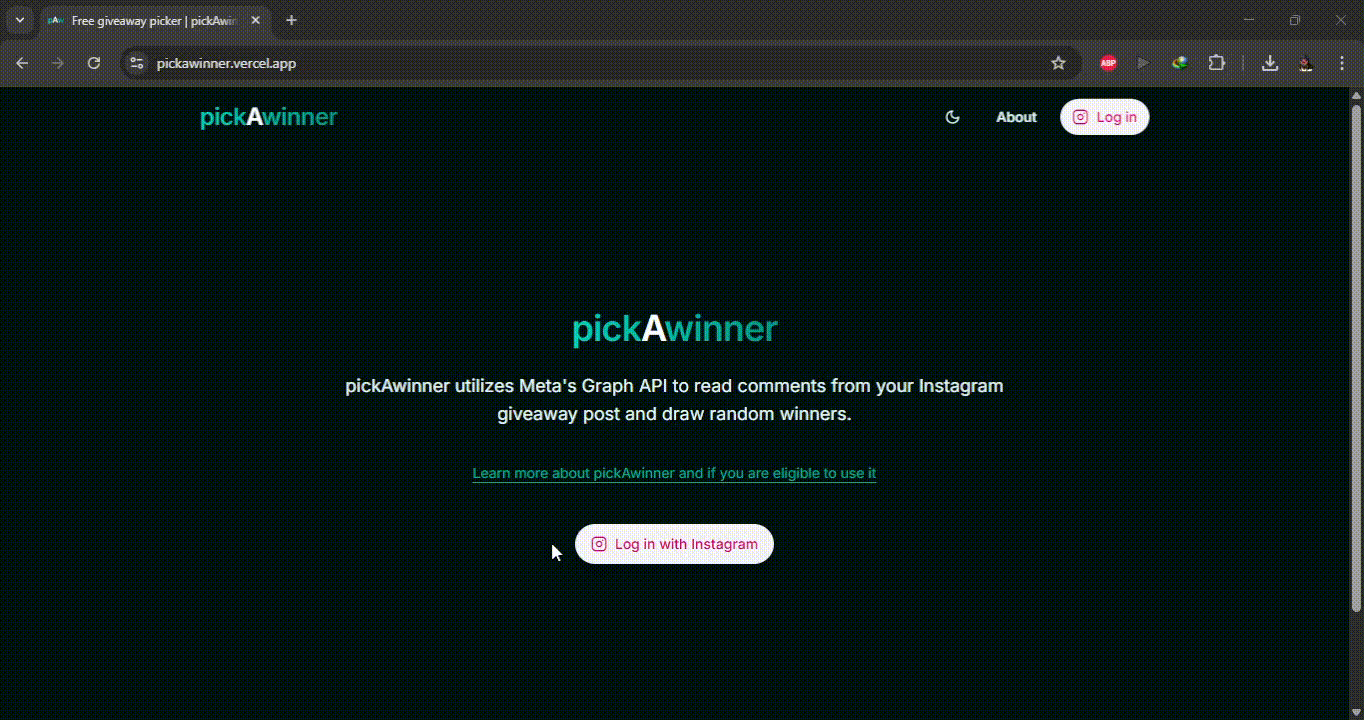 pAw Free giveaway picker | pickAwin
pickawinner.vercel.app
ABP
pickAwinner
About
Log in
pickAwinner
pickAwinner utilizes Meta's Graph API to read comments from your Instagram
giveaway post and draw random winners.
Learn more about pickAwinner and if you are eligible to use it
Log in with Instagram